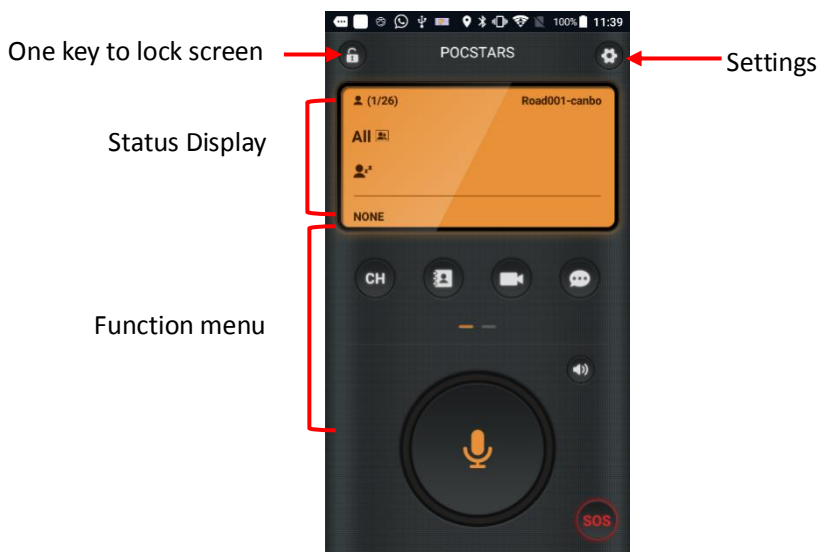 100% 11:39
One key to lock screen
POCSTARS
Settings
(1/26) Road001-canbo
Status Display
All
zz
NONE
CH
Function menu
SOS